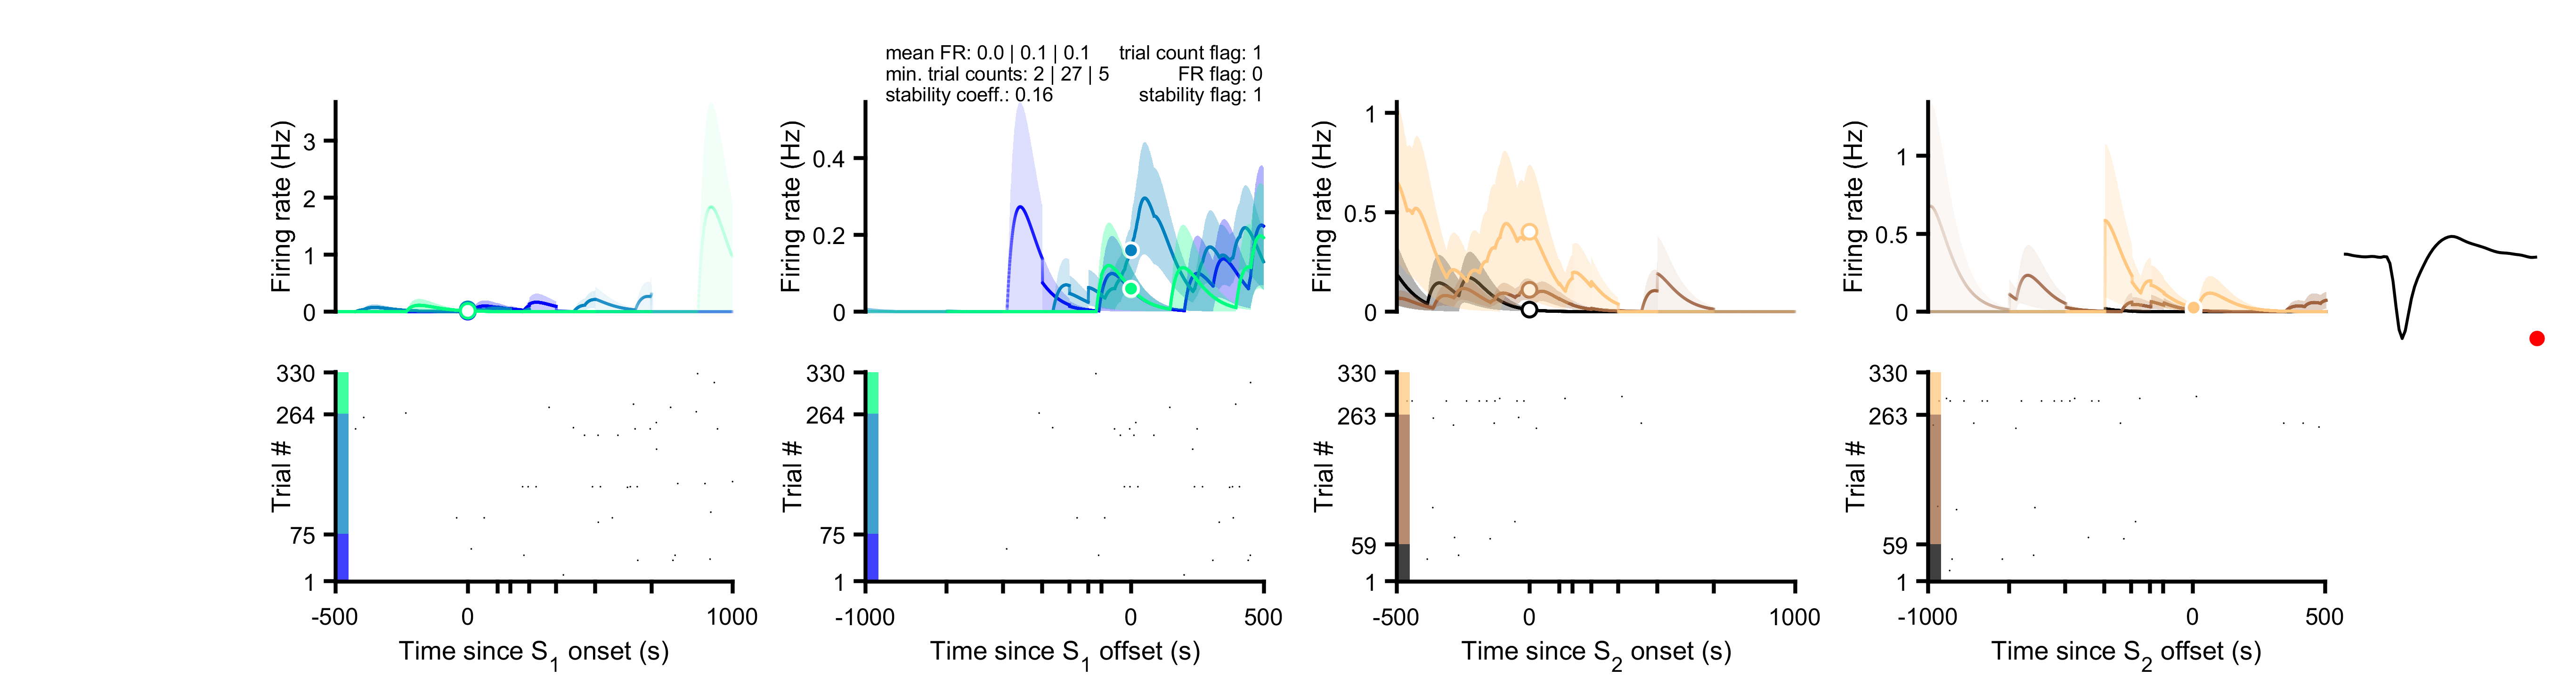 mean FR: 0.0 | 0.1 | 0.1 trial count flag: 1
min. trial counts: 2 | 27 | 5 FR flag: 0
stability coeff.: 0.16 stability flag: 1
Firing rate (Hz)
3
2
1
0
Firing rate (Hz)
0.4
0.2
0
Firing rate (Hz)
1
0.5
0
Firing rate (Hz)
1
0.5
0
Trial #
330
264
75
1
-500 0 1000
Time since S1 onset (s)
Trial #
330
264
75
1
-1000 0 500
Time since S1 offset (s)
Trial #
330
263
59
1
-500 0 1000
Time since S2 onset (s)
Trial #
330
263
59
1
-1000 0 500
Time since S2 offset (s)